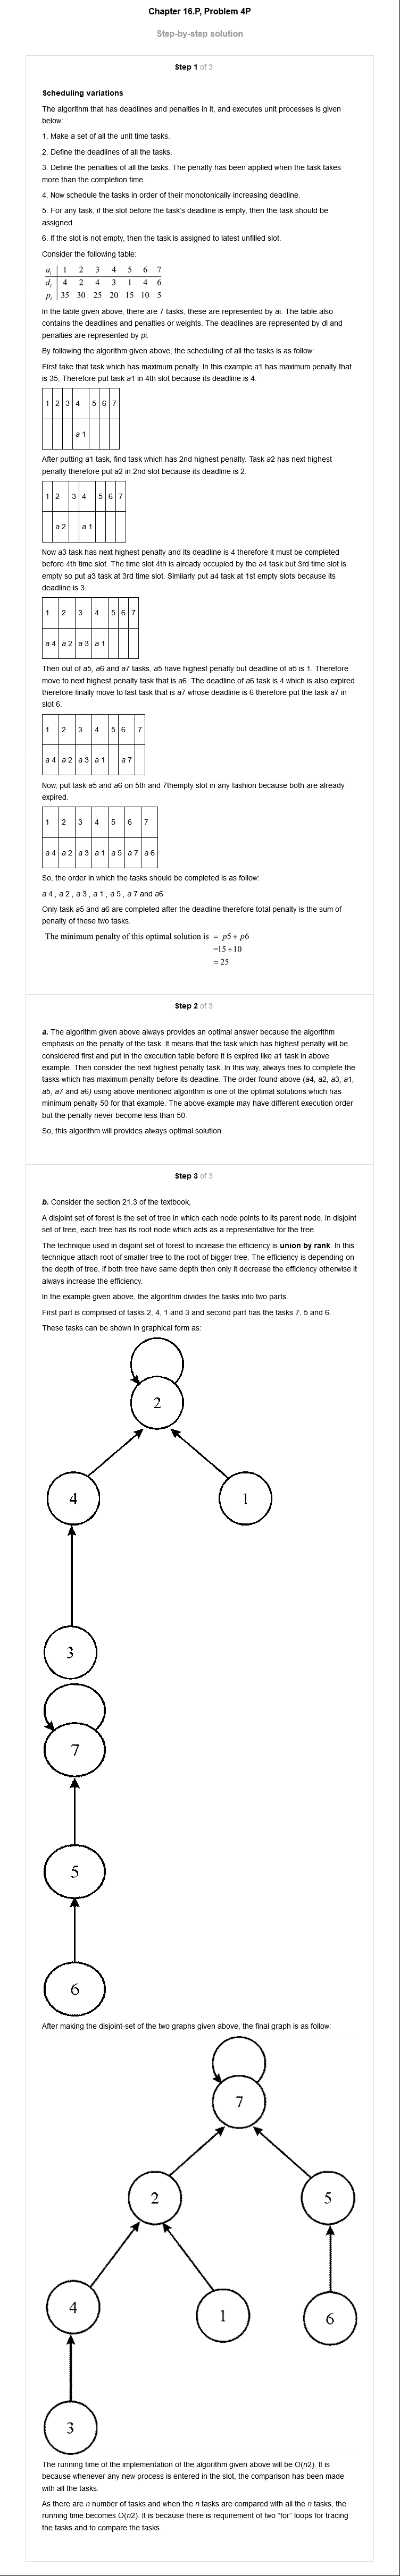 Chapter 16.P, Problem 4P
Step-by-step solution
Step 1 of 3
Scheduling variations
The algorithm that has deadlines and penalties in it, and executes unit processes is given
below:
1. Make a set of all the unit time tasks.
2. Define the deadlines of all the tasks.
3. Define the penalties of all the tasks. The penalty has been applied when the task takes
more than the completion time.
4. Now schedule the tasks in order of their monotonically increasing deadline.
5. For any task, if the slot before the task's deadline is empty, then the task should be
assigned.
6. If the slot is not empty, then the task is assigned to latest unfilled slot.
Consider the following table:
ai 1 2 3 4 5 6 7
di 4 2 4 3 1 4 6
pi 35 30 25 20 15 10 5
In the table given above, there are 7 tasks, these are represented by ai. The table also
contains the deadlines and penalties or weights. The deadlines are represented by di and
penalties are represented by pi.
By following the algorithm given above, the scheduling of all the tasks is as follow:
First take that task which has maximum penalty. In this example a1 has maximum penalty that
is 35. Therefore put task a1 in 4th slot because its deadline is 4.
1 2 3 4 5 6 7
a 1
After putting a1 task, find task which has 2nd highest penalty. Task a2 has next highest
penalty therefore put a2 in 2nd slot because its deadline is 2.
1 2 3 4 5 6 7
a 2 a 1
Now a3 task has next highest penalty and its deadline is 4 therefore it must be completed
before 4th time slot. The time slot 4th is already occupied by the a4 task but 3rd time slot is
empty so put a3 task at 3rd time slot. Similarly put a4 task at 1st empty slots because its
deadline is 3.
1 2 3 4 5 6 7
a 4 a 2 a 3 a 1
Then out of a5, a6 and a7 tasks, a5 have highest penalty but deadline of a5 is 1. Therefore
move to next highest penalty task that is a6. The deadline of a6 task is 4 which is also expired
therefore finally move to last task that is a7 whose deadline is 6 therefore put the task a7 in
slot 6.
1 2 3 4 5 6 7
a 4 a 2 a 3 a 1 a 7
Now, put task a5 and a6 on 5th and 7thempty slot in any fashion because both are already
expired.
1 2 3 4 5 6 7
a 4 a 2 a 3 a 1 a 5 a 7 a 6
So, the order in which the tasks should be completed is as follow:
a 4 , a 2 , a 3 , a 1 , a 5 , a 7 and a6
Only task a5 and a6 are completed after the deadline therefore total penalty is the sum of
penalty of these two tasks.
The minimum penalty of this optimal solution is = p5 + p6
=15+10
= 25
Step 2 of 3
a. The algorithm given above always provides an optimal answer because the algorithm
emphasis on the penalty of the task. It means that the task which has highest penalty will be
considered first and put in the execution table before it is expired like a1 task in above
example. Then consider the next highest penalty task. In this way, always tries to complete the
tasks which has maximum penalty before its deadline. The order found above (a4, a2, a3, a1,
a5, a7 and a6) using above mentioned algorithm is one of the optimal solutions which has
minimum penalty 50 for that example. The above example may have different execution order
but the penalty never become less than 50.
So, this algorithm will provides always optimal solution.
Step 3 of 3
b. Consider the section 21.3 of the textbook,
A disjoint set of forest is the set of tree in which each node points to its parent node. In disjoint
set of tree, each tree has its root node which acts as a representative for the tree.
The technique used in disjoint set of forest to increase the efficiency is union by rank. In this
technique attach root of smaller tree to the root of bigger tree. The efficiency is depending on
the depth of tree. If both tree have same depth then only it decrease the efficiency otherwise it
always increase the efficiency.
In the example given above, the algorithm divides the tasks into two parts.
First part is comprised of tasks 2, 4, 1 and 3 and second part has the tasks 7, 5 and 6.
These tasks can be shown in graphical form as:
2
4 1
3
7
5
6
After making the disjoint-set of the two graphs given above, the final graph is as follow:
7
2 5
4 1 6
3
The running time of the implementation of the algorithm given above will be O(n2). It is
because whenever any new process is entered in the slot, the comparison has been made
with all the tasks.
As there are n number of tasks and when the n tasks are compared with all the n tasks, the
running time becomes O(n2). It is because there is requirement of two "for" loops for tracing
the tasks and to compare the tasks.